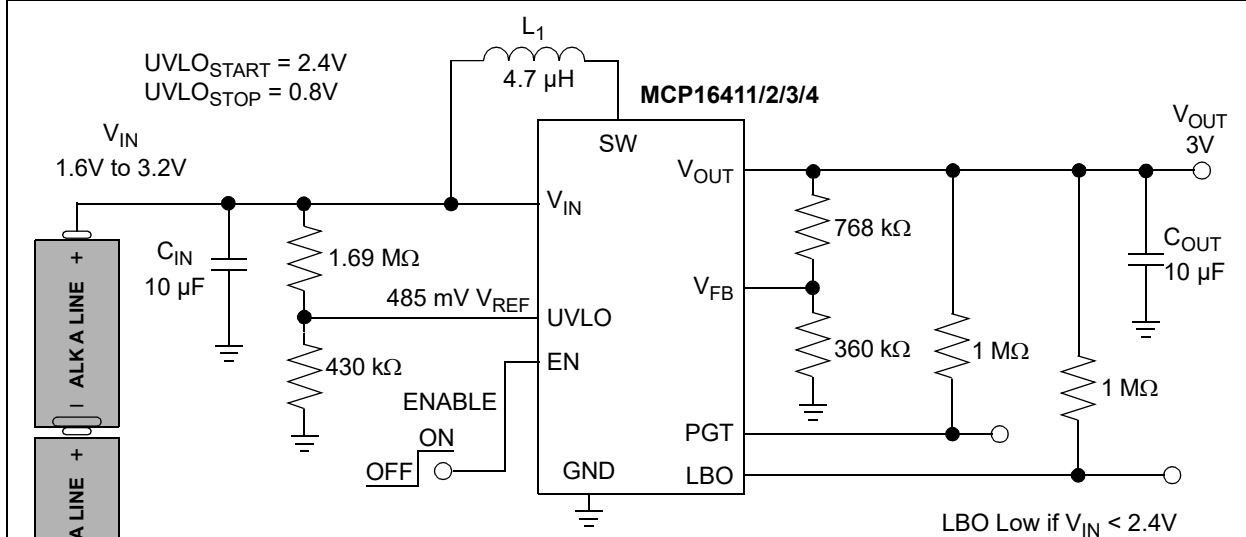 L1
4.7 µH
UVLOSTART = 2.4V
UVLOSTOP = 0.8V
MCP16411/2/3/4
VIN
1.6V to 3.2V
VOUT
3V
SW
VOUT
VIN
768 kΩ
CIN
10 µF
1.69 MΩ
COUT
10 µF
485 mV VREF
VFB
UVLO
+
ALKALINE
–
430 kΩ
EN
360 kΩ
1 MΩ
1 MΩ
ENABLE
ON
OFF
PGT
GND
LBO
+
A LINE
LBO Low if VIN < 2.4V